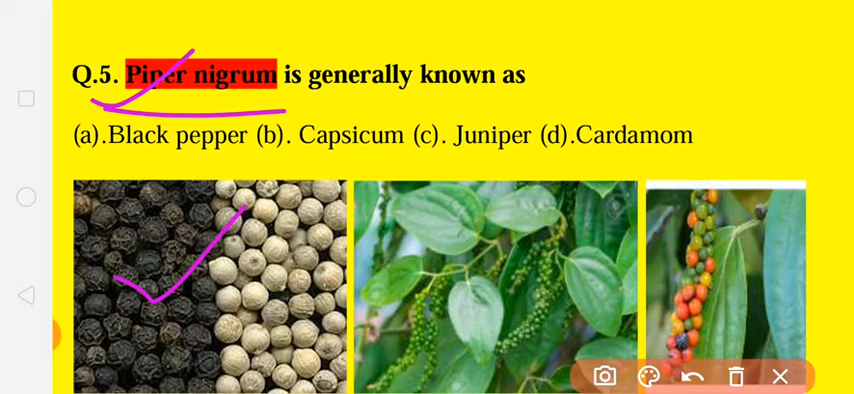 Q.5. Piper nigrum is generally known as
(a).Black pepper (b). Capsicum (c). Juniper (d).Cardamom